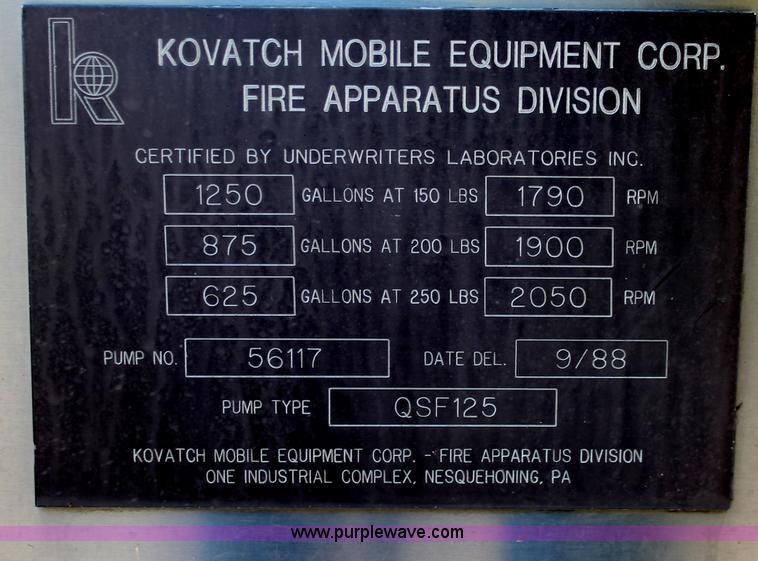 KOVATCH MOBILE EQUIPMENT CORP.
FIRE APPARATUS DIVISION
CERTIFIED BY UNDERWRITERS LABORATORIES INC.
1250 GALLONS AT 150 LBS 1790 RPM
875 GALLONS AT 200 LBS 1900 RPM
625 GALLONS AT 250 LBS 2050 RPM
PUMP NO. 56117 DATE DEL. 9/88
PUMP TYPE QSF125
KOVATCH MOBILE EQUIPMENT CORP. - FIRE APPARATUS DIVISION
ONE INDUSTRIAL COMPLEX, NESQUEHONING, PA
www.purplewave.com